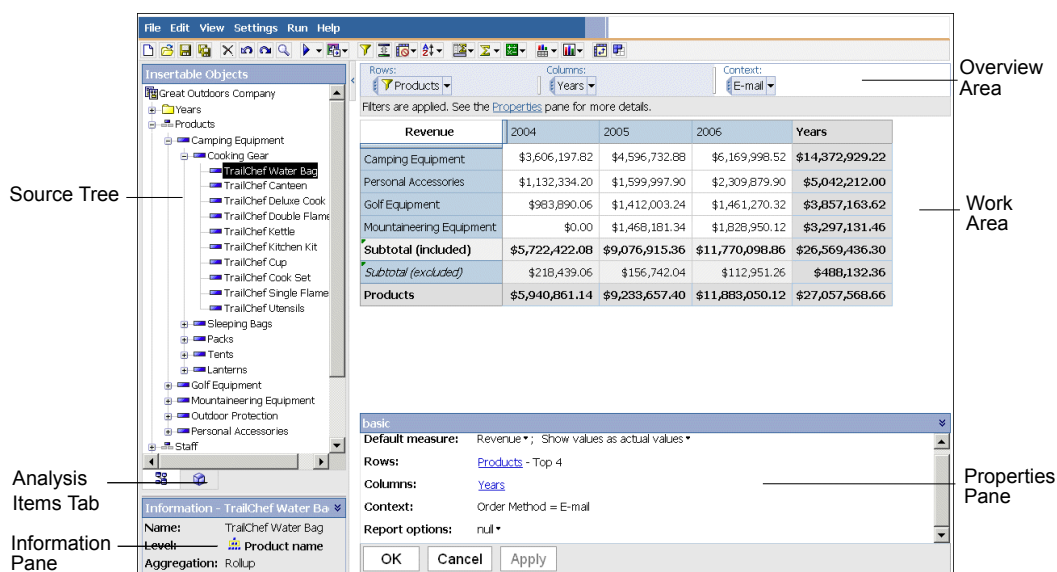 File Edit View Settings Run Help
Insertable Objects
Great Outdoors Company
Years
Products
Camping Equipment
Cooking Gear
TrailChef Water Bag
TrailChef Canteen
TrailChef Deluxe Cook
TrailChef Double Flame
TrailChef Kettle
TrailChef Kitchen Kit
TrailChef Cup
TrailChef Cook Set
TrailChef Single Flame
TrailChef Utensils
Sleeping Bags
Packs
Tents
Lanterns
Golf Equipment
Mountaineering Equipment
Outdoor Protection
Personal Accessories
Staff
Information - TrailChef Water Ba
Name: TrailChef Water Bag
Level: Product name
Aggregation: Rollup
Rows: Columns: Context:
Products Years E-mail
Filters are applied. See the Properties pane for more details.
Revenue 2004 2005 2006 Years
Camping Equipment $3,606,197.82 $4,596,732.88 $6,169,998.52 $14,372,929.22
Personal Accessories $1,132,334.20 $1,599,997.90 $2,309,879.90 $5,042,212.00
Golf Equipment $983,890.06 $1,412,003.24 $1,461,270.32 $3,857,163.62
Mountaineering Equipment $0.00 $1,468,181.34 $1,828,950.12 $3,297,131.46
Subtotal (included) $5,722,422.08 $9,076,915.36 $11,770,098.86 $26,569,436.30
Subtotal (excluded) $218,439.06 $156,742.04 $112,951.26 $488,132.36
Products $5,940,861.14 $9,233,657.40 $11,883,050.12 $27,057,568.66
basic
Default measure: Revenue ; Show values as actual values
Rows: Products - Top 4
Columns: Years
Context: Order Method = E-mail
Report options: null
OK Cancel Apply
Source Tree
Analysis
Items Tab
Information
Pane
Overview
Area
Work
Area
Properties
Pane